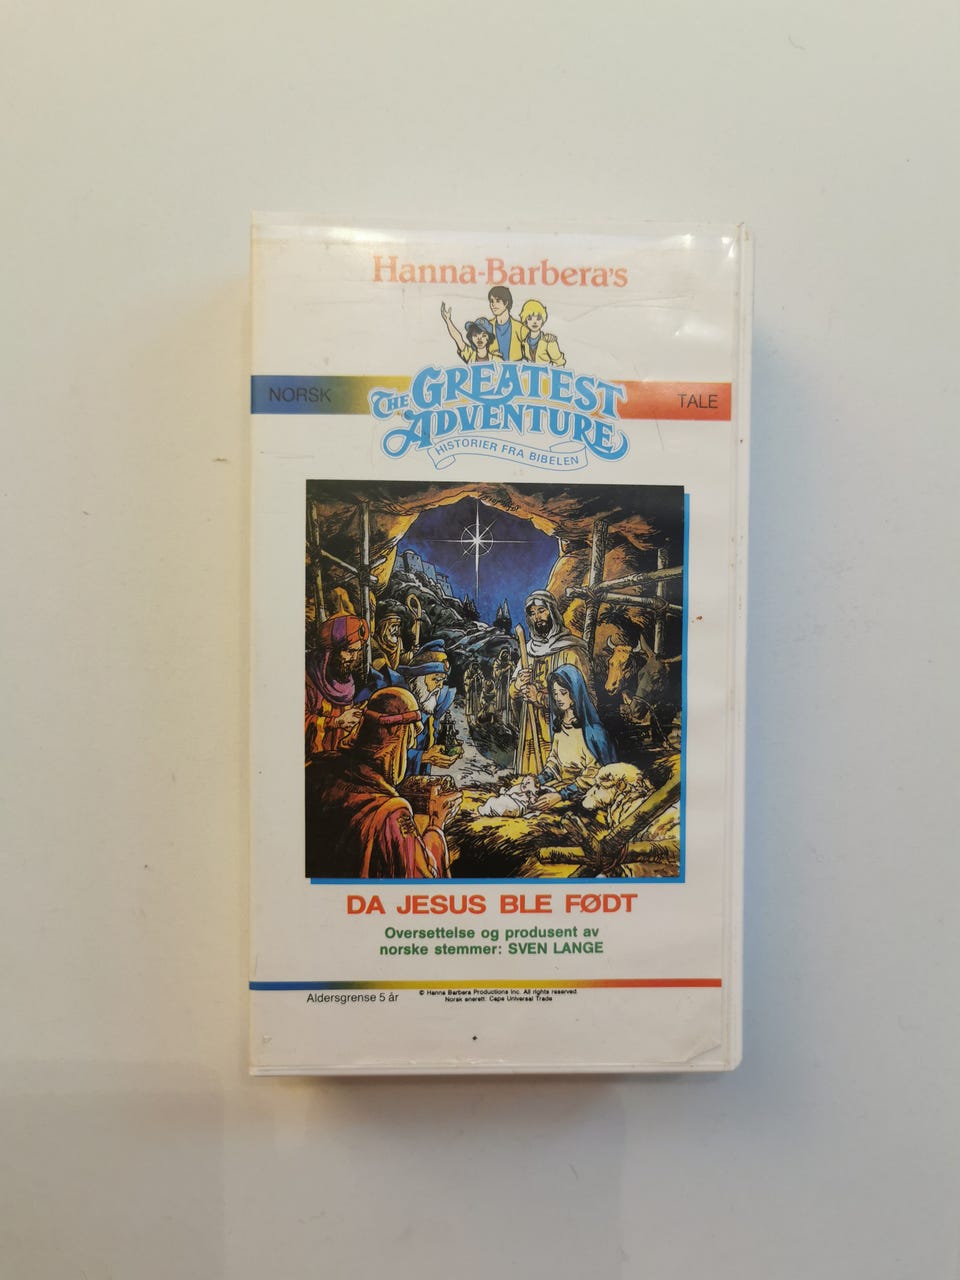 Hanna-Barbera's
NORSK
THE GREATEST
ADVENTURE
TALE
HISTORIER FRA BIBELEN
DA JESUS BLE FØDT
Oversettelse og produsent av
norske stemmer: SVEN LANGE
Aldersgrense 5 år
© Hanna Barbera Productions Inc. All rights reserved.
Norsk enerett: Cape Universal Trade